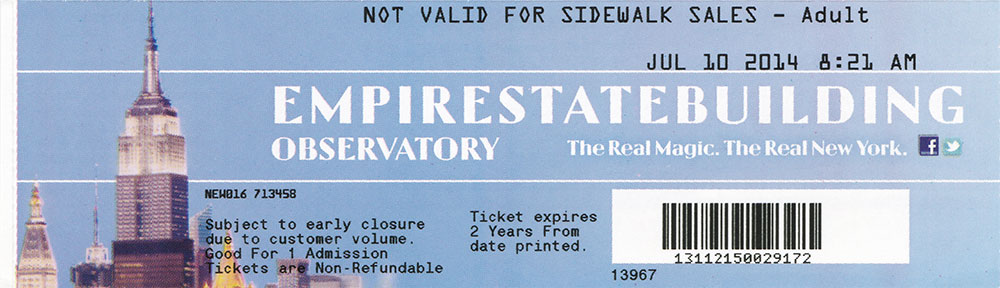 NOT VALID FOR SIDEWALK SALES - Adult
JUL 10 2014 8:21 AM
EMPIRESTATEBUILDING
OBSERVATORY
The Real Magic. The Real New York.
NEW016 713458
Subject to early closure
due to customer volume.
Good For 1 Admission
Tickets are Non-Refundable
Ticket expires
2 Years From
date printed.
13112150029172
13967